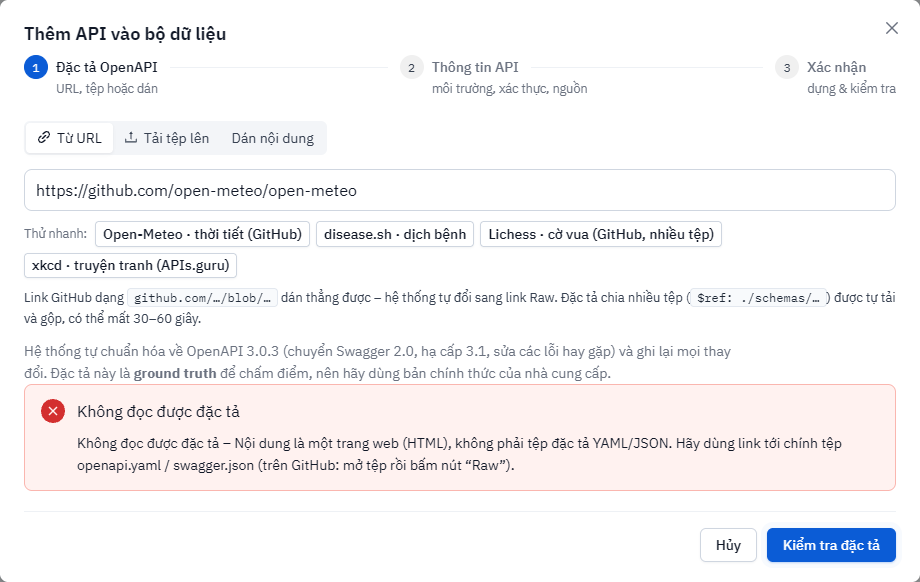 Thêm API vào bộ dữ liệu
1 Đặc tả OpenAPI
URL, tệp hoặc dán
2 Thông tin API
môi trường, xác thực, nguồn
3 Xác nhận
dựng & kiểm tra
Từ URL Tải tệp lên Dán nội dung
https://github.com/open-meteo/open-meteo
Thử nhanh: Open-Meteo · thời tiết (GitHub) disease.sh · dịch bệnh Lichess · cờ vua (GitHub, nhiều tệp)
xkcd · truyện tranh (APIs.guru)
Link GitHub dạng github.com/…/blob/… dán thẳng được – hệ thống tự đổi sang link Raw. Đặc tả chia nhiều tệp ( $ref: ./schemas/… ) được tự tải
và gộp, có thể mất 30–60 giây.
Hệ thống tự chuẩn hóa về OpenAPI 3.0.3 (chuyển Swagger 2.0, hạ cấp 3.1, sửa các lỗi hay gặp) và ghi lại mọi thay
đổi. Đặc tả này là ground truth để chấm điểm, nên hãy dùng bản chính thức của nhà cung cấp.
Không đọc được đặc tả
Không đọc được đặc tả – Nội dung là một trang web (HTML), không phải tệp đặc tả YAML/JSON. Hãy dùng link tới chính tệp
openapi.yaml / swagger.json (trên GitHub: mở tệp rồi bấm nút “Raw”).
Hủy Kiểm tra đặc tả